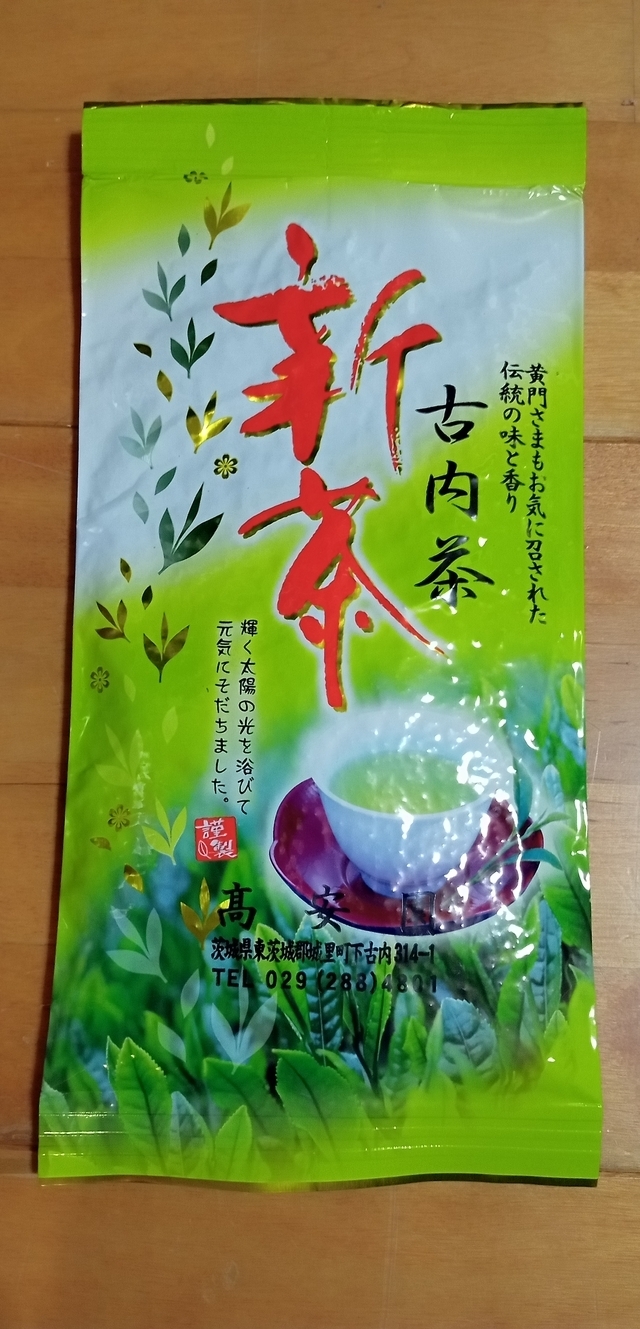 新茶
古内茶
黄門さまもお気に召された
伝統の味と香り
輝く太陽の光を浴びて
元気にそだちました。
謹製
高安園
茨城県東茨城郡城里町下古内314-1
TEL 029(288)4801